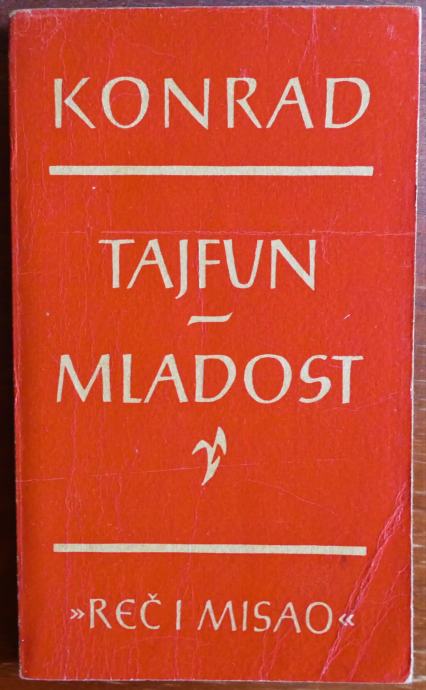 KONRAD
TAJFUN
–
MLADOST
»REČ I MISAO«